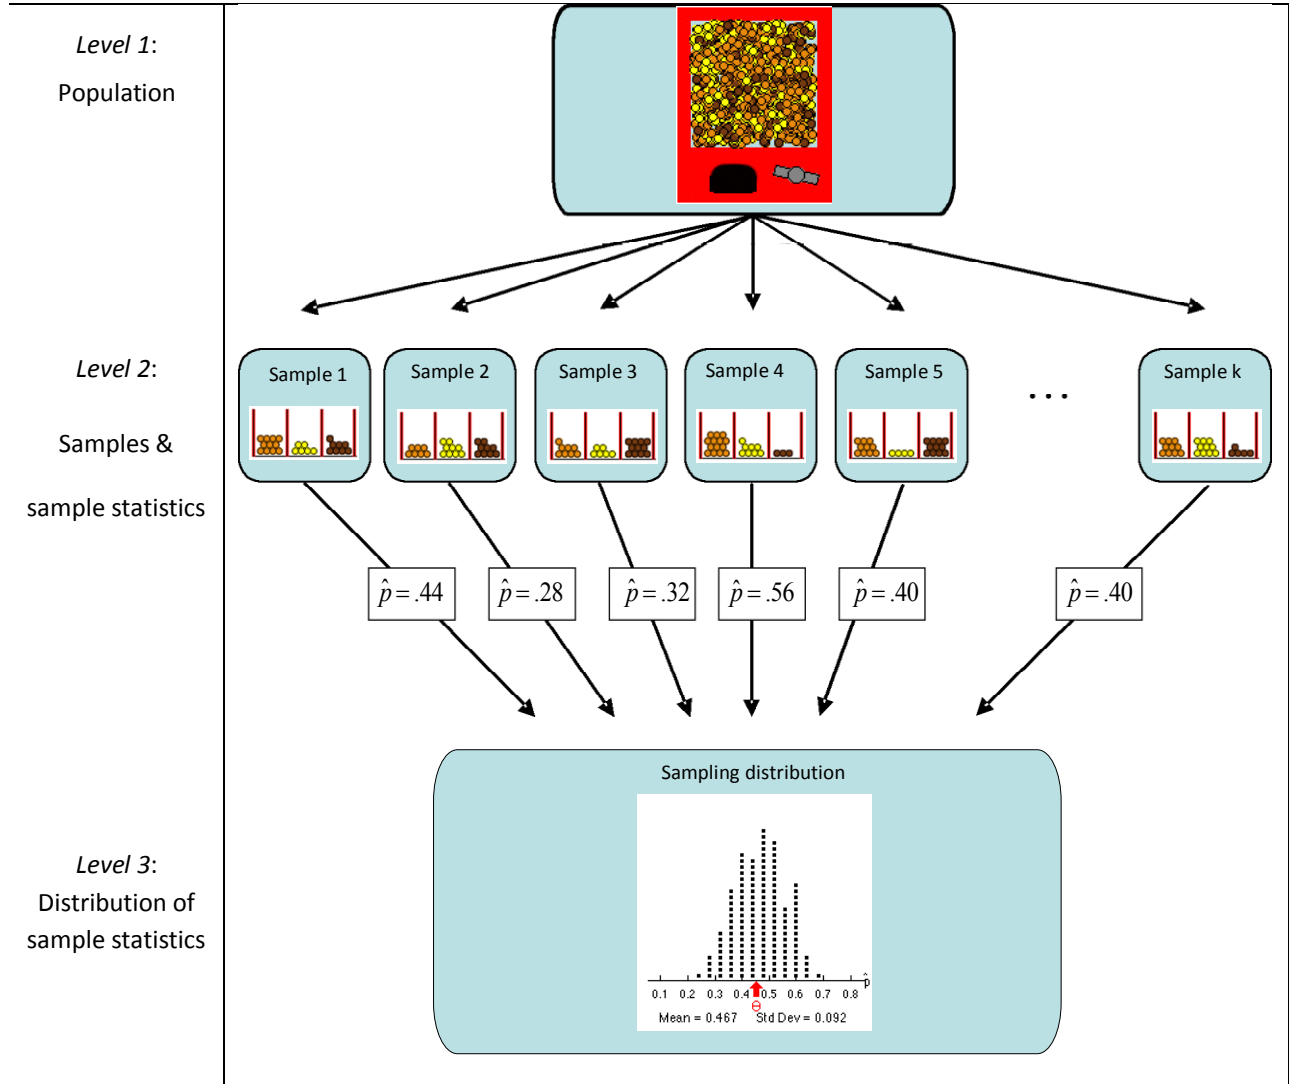 Level 1:
Population
Level 2:
Samples &
sample statistics
Sample 1
Sample 2
Sample 3
Sample 4
Sample 5
...
Sample k
p̂ = .44
p̂ = .28
p̂ = .32
p̂ = .56
p̂ = .40
p̂ = .40
Level 3:
Distribution of
sample statistics
Sampling distribution
0.1 0.2 0.3 0.4 0.5 0.6 0.7 0.8 p̂
θ
Mean = 0.467 Std Dev = 0.092